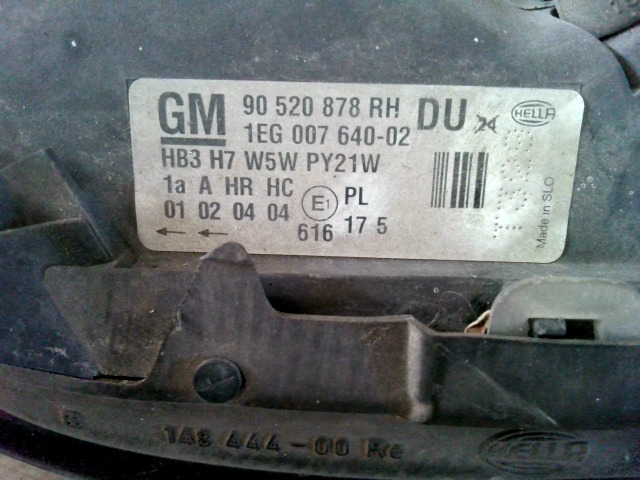 GM 90 520 878 RH DU 24 HELLA
1EG 007 640-02
HB3 H7 W5W PY21W
1a A HR HC
01 02 04 04 E1 PL
616 17 5
Made in SLO
148 444-00 Re HELLA